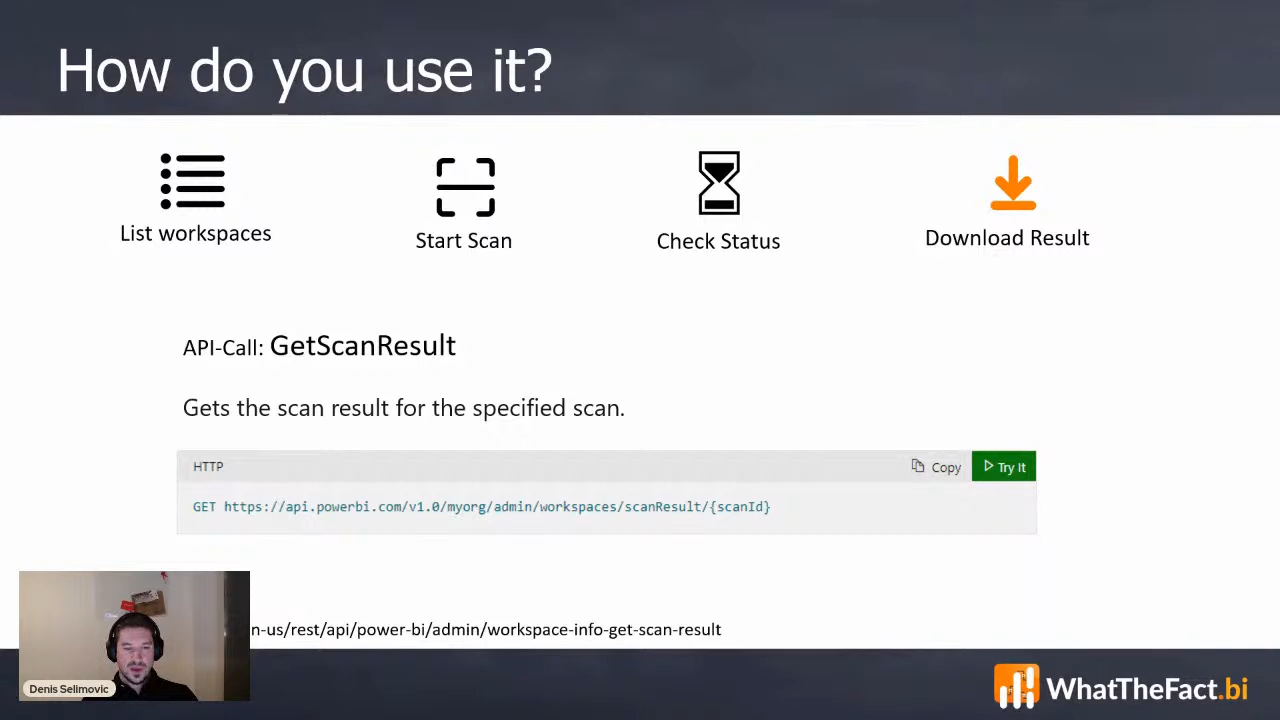 How do you use it?
List workspaces
Start Scan
Check Status
Download Result
API-Call: GetScanResult
Gets the scan result for the specified scan.
HTTP
Copy
Try It
GET https://api.powerbi.com/v1.0/myorg/admin/workspaces/scanResult/{scanId}
n-us/rest/api/power-bi/admin/workspace-info-get-scan-result
Denis Selimovic
WhatTheFact.bi